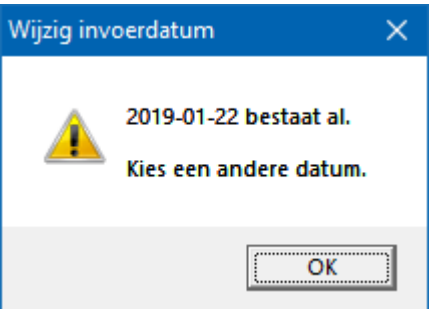 Wijzig invoerdatum
2019-01-22 bestaat al.
Kies een andere datum.
OK